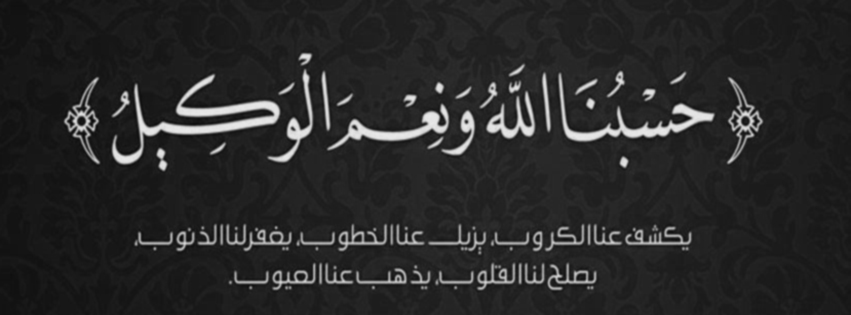 ﴿ حَسْبُنَا اللَّهُ وَنِعْمَ الْوَكِيلُ ﴾
يكشف عنا الكروب، يزيل عنا الخطوب، يغفر لنا الذنوب،
يصلح لنا القلوب، يذهب عنا العيوب.